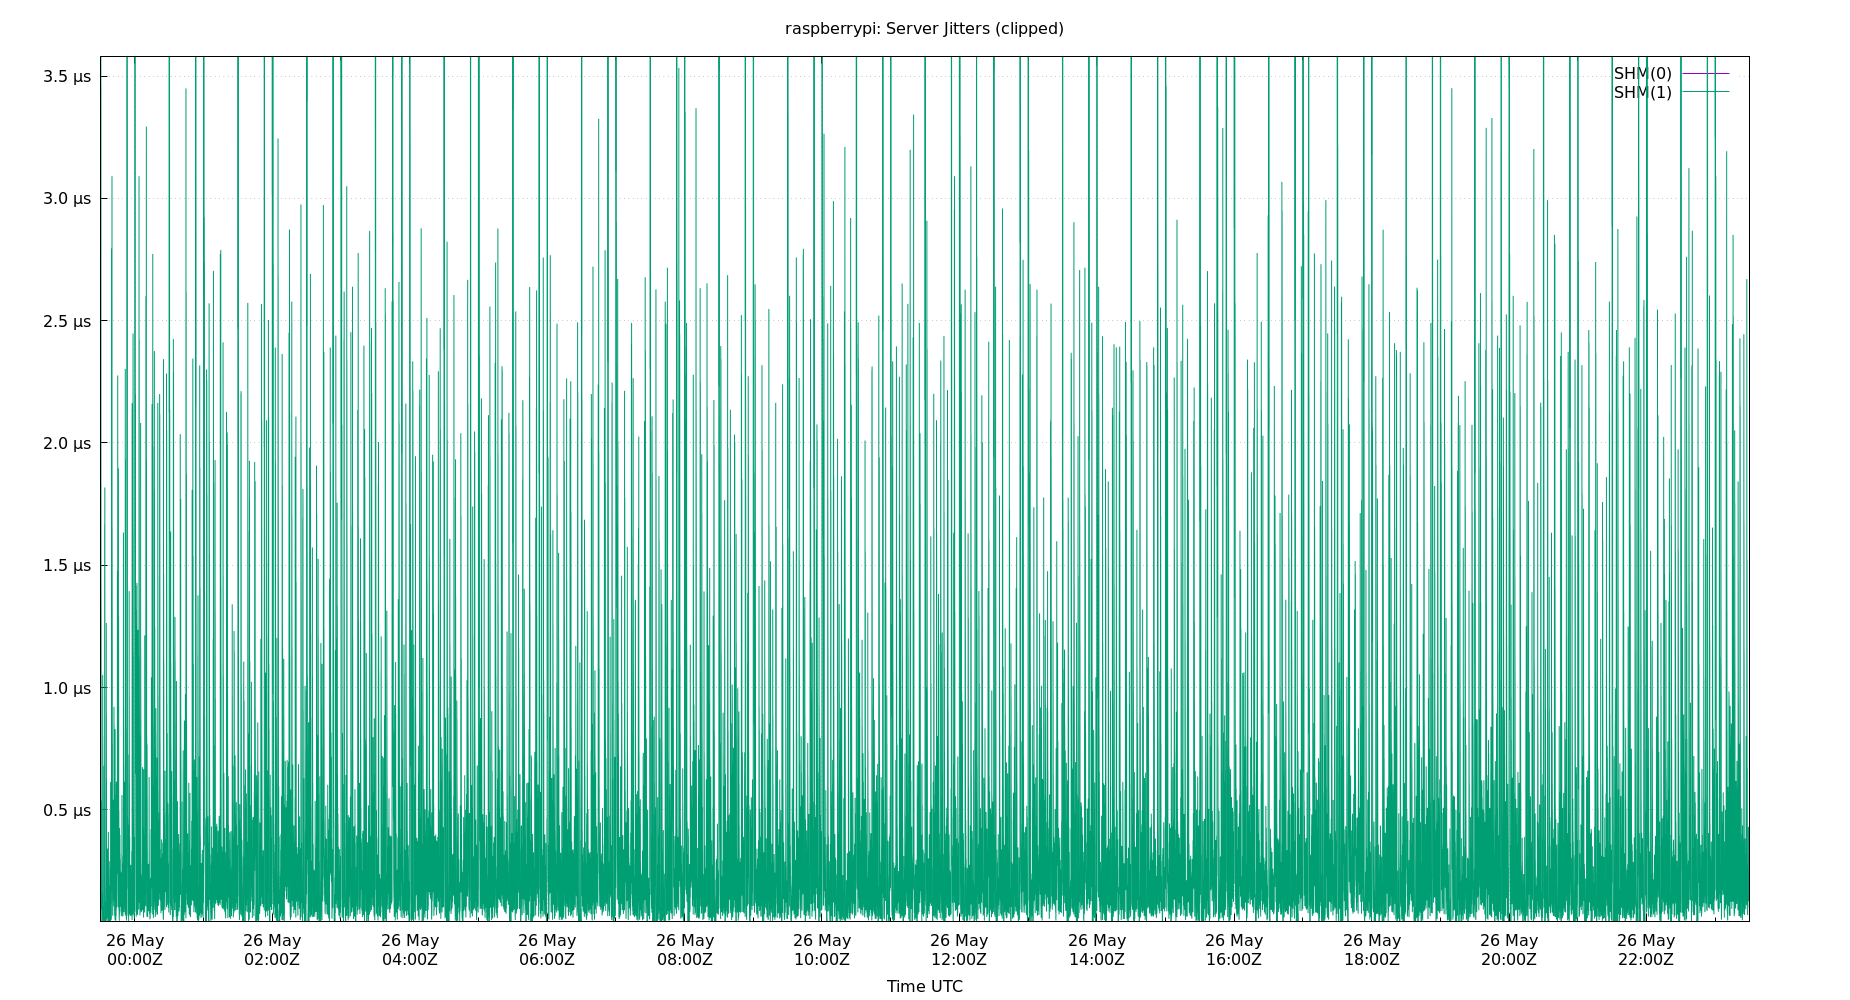 raspberrypi: Server Jitters (clipped)
3.5 µs
SHM(0)
SHM(1)
3.0 µs
2.5 µs
2.0 µs
1.5 µs
1.0 µs
0.5 µs
26 May 26 May 26 May 26 May 26 May 26 May 26 May 26 May 26 May 26 May 26 May 26 May
00:00Z 02:00Z 04:00Z 06:00Z 08:00Z 10:00Z 12:00Z 14:00Z 16:00Z 18:00Z 20:00Z 22:00Z
Time UTC